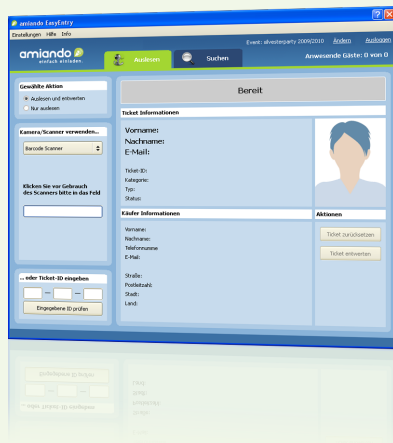 amiando EasyEntry
Einstellungen Hilfe Info
amiando
einfach einladen.
Auslesen
Suchen
Event: silvesterparty 2009/2010 Ändern Ausloggen
Anwesende Gäste: 0 von 0
Gewählte Aktion
Auslesen und entwerten
Nur auslesen
Kamera/Scanner verwenden...
Barcode Scanner
Klicken Sie vor Gebrauch
des Scanners bitte in das Feld
... oder Ticket-ID eingeben
Eingegebene ID prüfen
Bereit
Ticket Informationen
Vorname:
Nachname:
E-Mail:
Ticket-ID:
Kategorie:
Typ:
Status:
Käufer Informationen
Vorname:
Nachname:
Telefonnumme
E-Mail:
Straße:
Postleitzahl:
Stadt:
Land:
Aktionen
Ticket zurücksetzen
Ticket entwerten